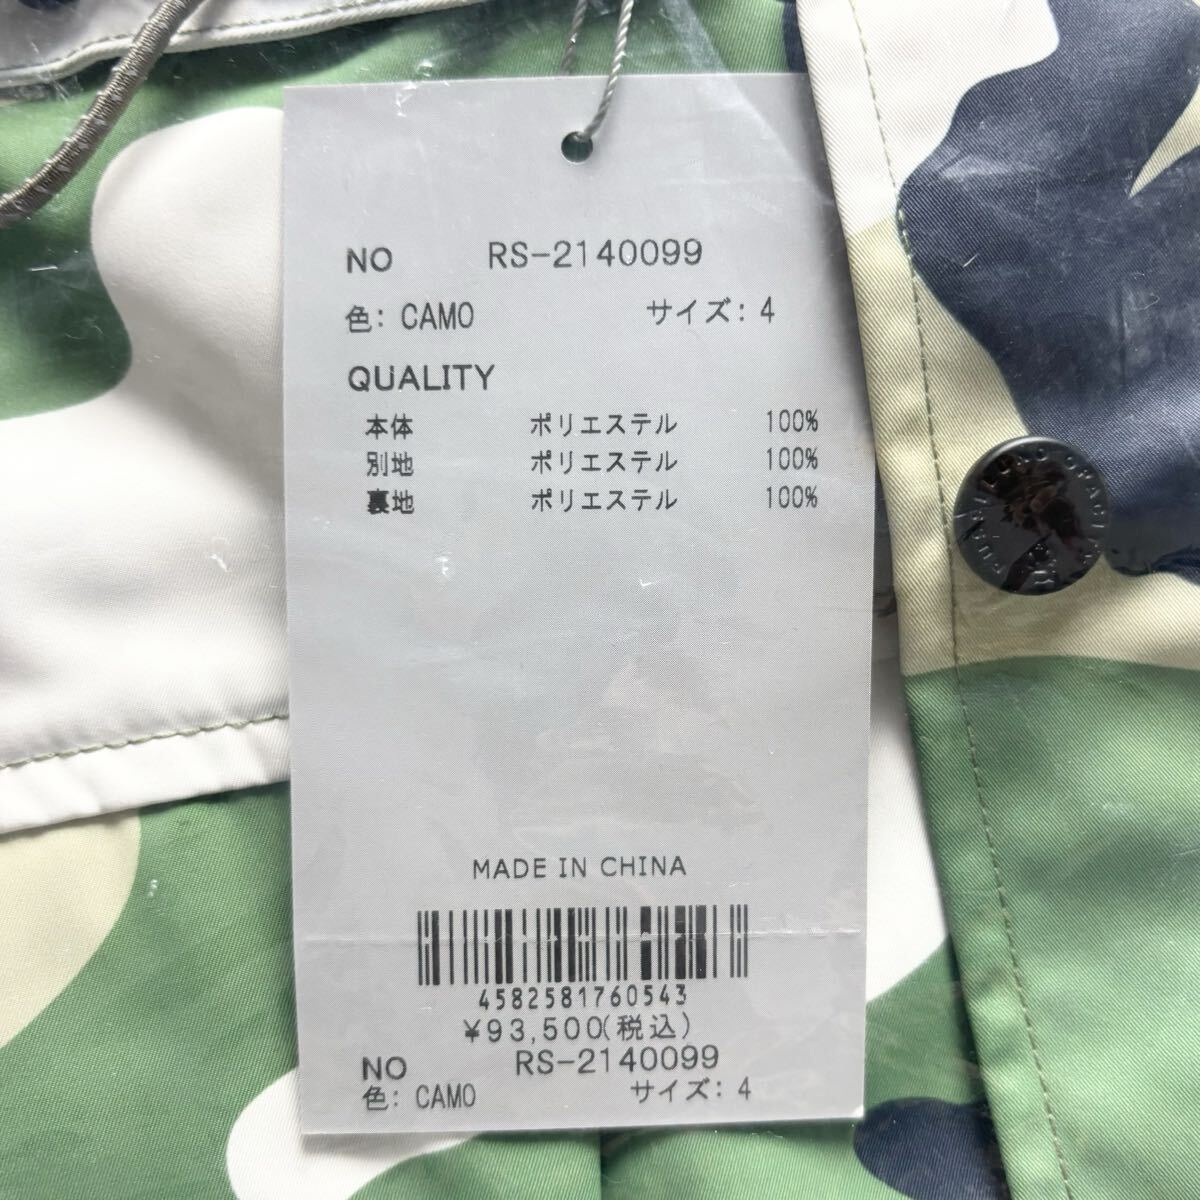 NO RS-2140099
色: CAMO サイズ: 4
QUALITY
本体 ポリエステル 100%
別地 ポリエステル 100%
裏地 ポリエステル 100%
MADE IN CHINA
4582581760543
¥93,500(税込)
NO RS-2140099
色: CAMO サイズ: 4